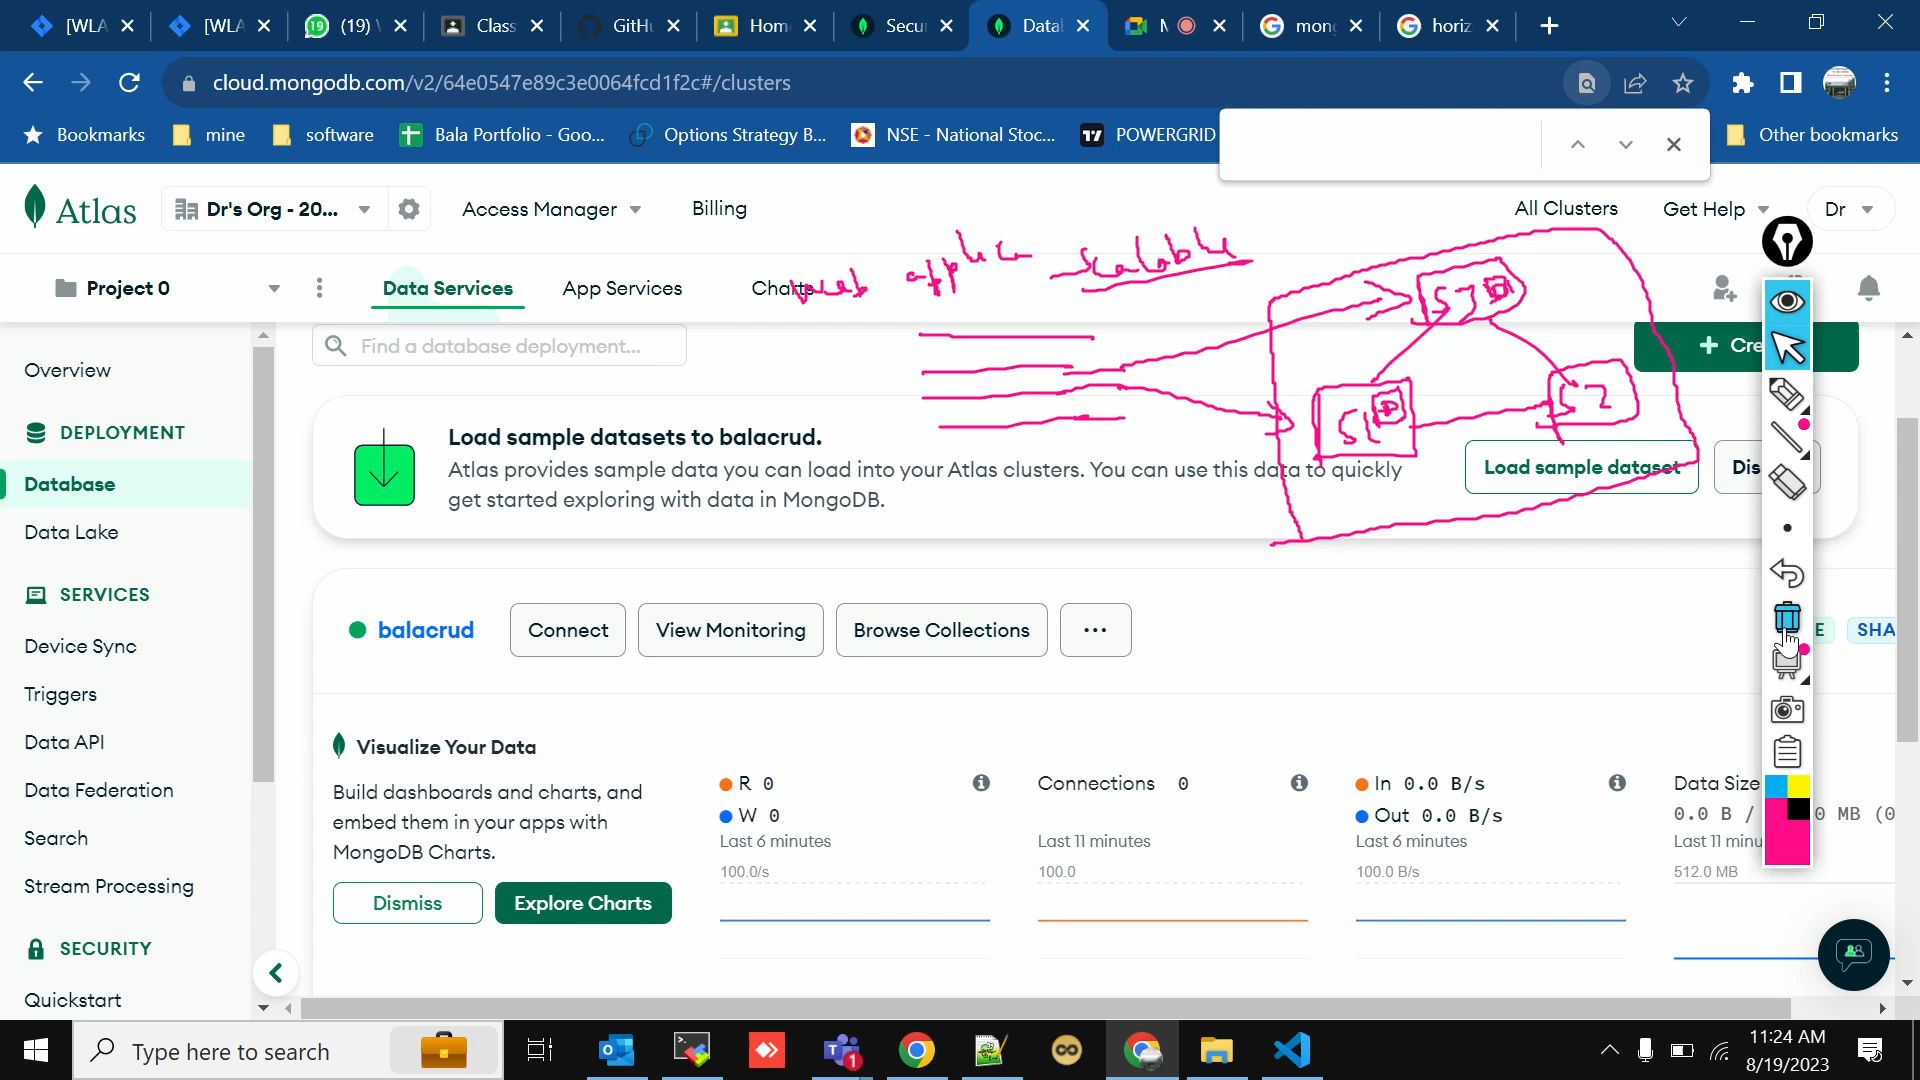 [WLA
[WLA
(19)
Class
GitHu
Hom
Secu
Datal
M
mong
horiz
cloud.mongodb.com/v2/64e0547e89c3e0064fcd1f2c#/clusters
Bookmarks
mine
software
Bala Portfolio - Goo...
Options Strategy B...
NSE - National Stoc...
POWERGRID
Other bookmarks
Atlas
Dr's Org - 20...
Access Manager
Billing
All Clusters
Get Help
Dr
web applica scalable
Project 0
Data Services
App Services
Charts
S3 D
Find a database deployment...
+ Cre
S1 D
S2
Overview
DEPLOYMENT
Database
Data Lake
SERVICES
Device Sync
Triggers
Data API
Data Federation
Search
Stream Processing
SECURITY
Quickstart
Load sample datasets to balacrud.
Atlas provides sample data you can load into your Atlas clusters. You can use this data to quickly
get started exploring with data in MongoDB.
Load sample dataset
Dis
balacrud
Connect
View Monitoring
Browse Collections
...
E
SHA
Visualize Your Data
Build dashboards and charts, and
embed them in your apps with
MongoDB Charts.
Dismiss
Explore Charts
R 0
W 0
Last 6 minutes
100.0/s
Connections 0
Last 11 minutes
100.0
In 0.0 B/s
Out 0.0 B/s
Last 6 minutes
100.0 B/s
Data Size
0.0 B /
0 MB (0
Last 11 minu
512.0 MB
Type here to search
1
11:24 AM
8/19/2023